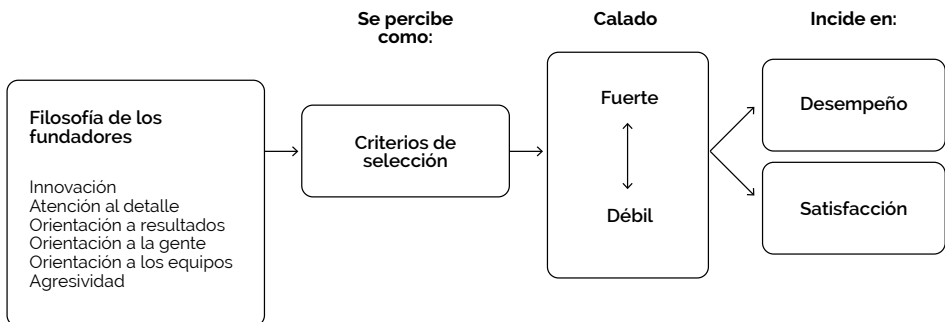 Se percibe
como:
Calado
Incide en:
Filosofía de los
fundadores
Innovación
Atención al detalle
Orientación a resultados
Orientación a la gente
Orientación a los equipos
Agresividad
Criterios de
selección
Fuerte
Débil
Desempeño
Satisfacción